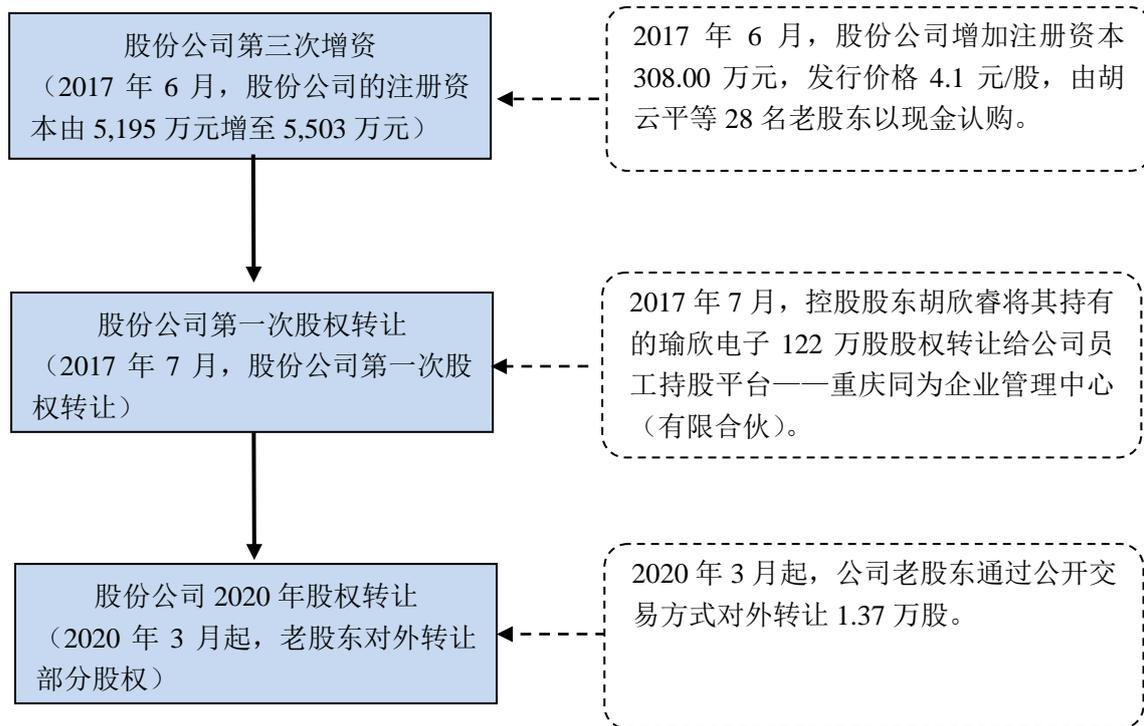 股份公司第三次增资
（2017 年 6 月，股份公司的注册资
本由 5,195 万元增至 5,503 万元）
2017 年 6 月，股份公司增加注册资本
308.00 万元，发行价格 4.1 元/股，由胡
云平等 28 名老股东以现金认购。
股份公司第一次股权转让
（2017 年 7 月，股份公司第一次股
权转让）
2017 年 7 月，控股股东胡欣睿将其持有
的瑜欣电子 122 万股股权转让给公司员
工持股平台——重庆同为企业管理中心
（有限合伙）。
股份公司 2020 年股权转让
（2020 年 3 月起，老股东对外转让
部分股权）
2020 年 3 月起，公司老股东通过公开交
易方式对外转让 1.37 万股。